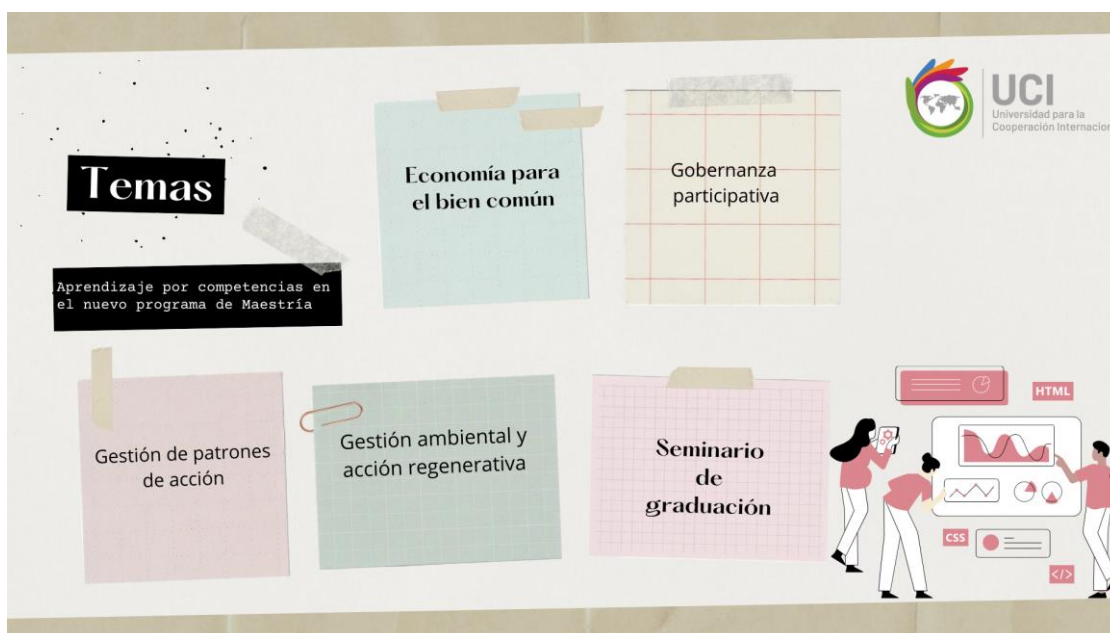 Temas
Aprendizaje por competencias en
el nuevo programa de Maestría
Economía para
el bien común
Gobernanza
participativa
UCI
Universidad para la
Cooperación Internacion
Gestión de patrones
de acción
Gestión ambiental y
acción regenerativa
Seminario
de
graduación
HTML
CSS
</>